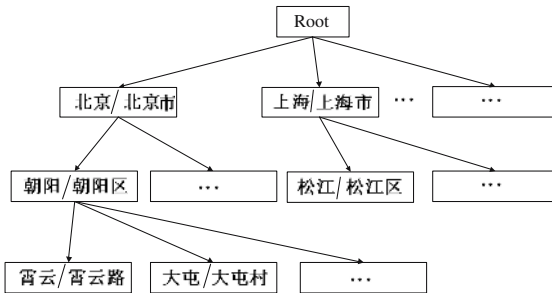 Root
北京/北京市
上海/上海市
…
…
朝阳/朝阳区
…
松江/松江区
…
霄云/霄云路
大屯/大屯村
…